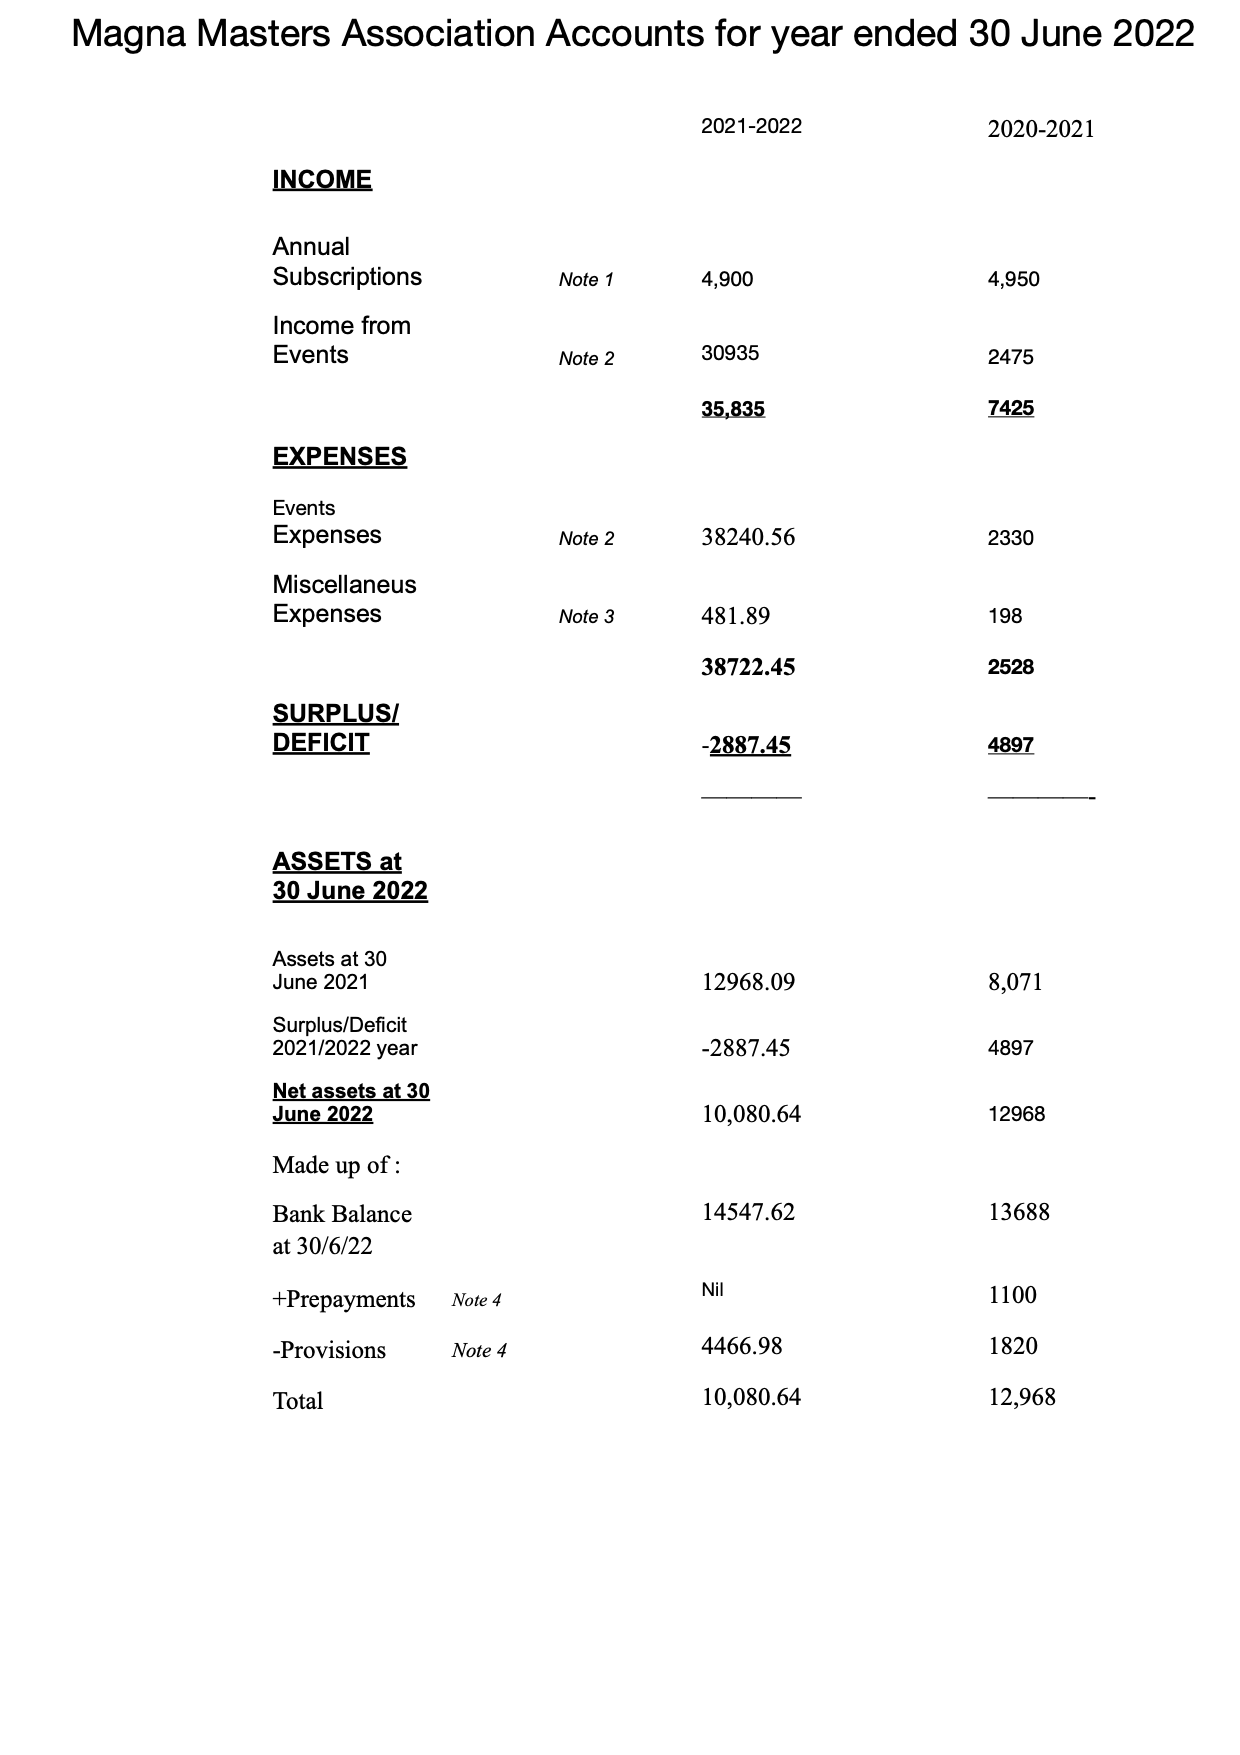 Magna Masters Association Accounts for year ended 30 June 2022
2021-2022 2020-2021
INCOME
Annual
Subscriptions Note 1 4,900 4,950
Income from
Events Note 2 30935 2475
35,835 7425
EXPENSES
Events
Expenses Note 2 38240.56 2330
Miscellaneus
Expenses Note 3 481.89 198
38722.45 2528
SURPLUS/
DEFICIT -2887.45 4897
ASSETS at
30 June 2022
Assets at 30
June 2021 12968.09 8,071
Surplus/Deficit
2021/2022 year -2887.45 4897
Net assets at 30
June 2022 10,080.64 12968
Made up of :
Bank Balance 14547.62 13688
at 30/6/22
+Prepayments Note 4 Nil 1100
-Provisions Note 4 4466.98 1820
Total 10,080.64 12,968